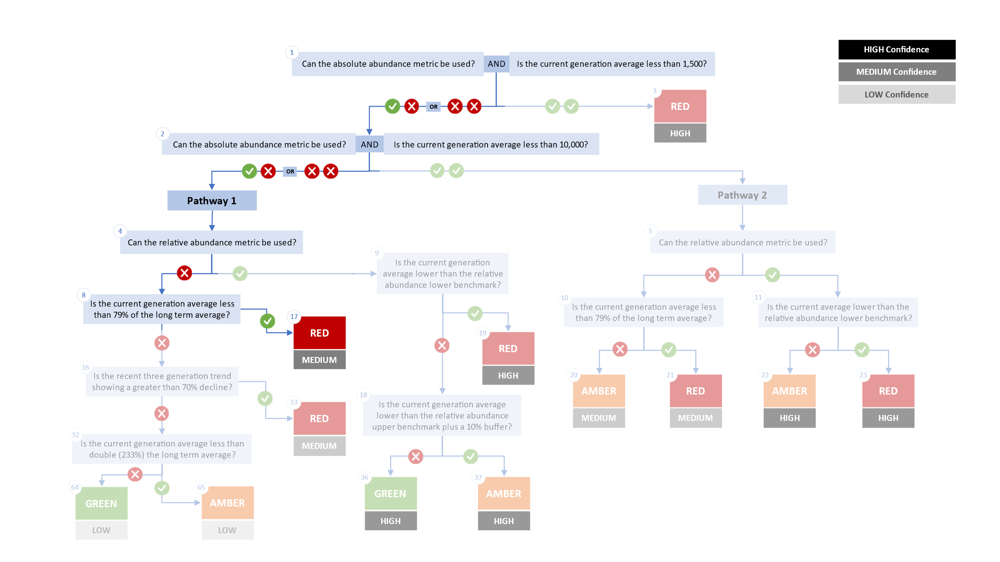 1
Can the absolute abundance metric be used?
AND
Is the current generation average less than 1,500?
HIGH Confidence
MEDIUM Confidence
LOW Confidence
OR
3
RED
HIGH
2
Can the absolute abundance metric be used?
AND
Is the current generation average less than 10,000?
OR
Pathway 1
Pathway 2
4
Can the relative abundance metric be used?
5
Can the relative abundance metric be used?
9
Is the current generation
average lower than the relative
abundance lower benchmark?
8
Is the current generation average less
than 79% of the long term average?
10
Is the current generation average less
than 79% of the long term average?
11
Is the current average lower than the
relative abundance lower benchmark?
17
RED
MEDIUM
19
RED
HIGH
16
Is the recent three generation trend
showing a greater than 70% decline?
20
AMBER
MEDIUM
21
RED
MEDIUM
22
AMBER
HIGH
23
RED
HIGH
18
Is the current generation average
lower than the relative abundance
upper benchmark plus a 10% buffer?
33
RED
MEDIUM
32
Is the current generation average less than
double (233%) the long term average?
64
GREEN
LOW
65
AMBER
LOW
36
GREEN
HIGH
37
AMBER
HIGH